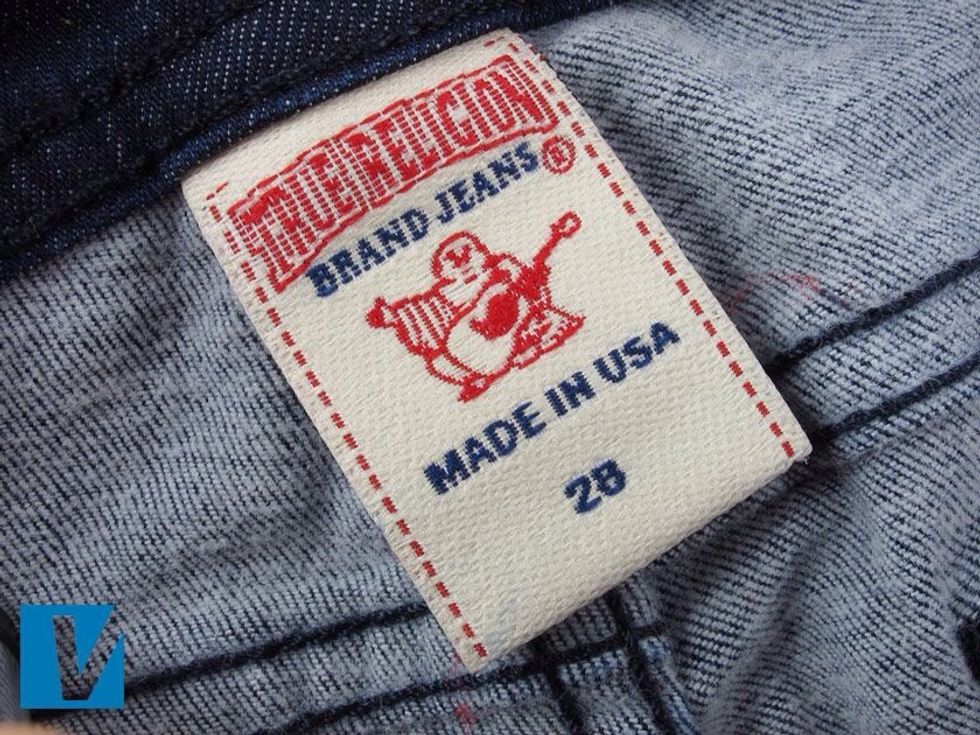 TRUE RELIGION
BRAND JEANS®
MADE IN USA
28
V